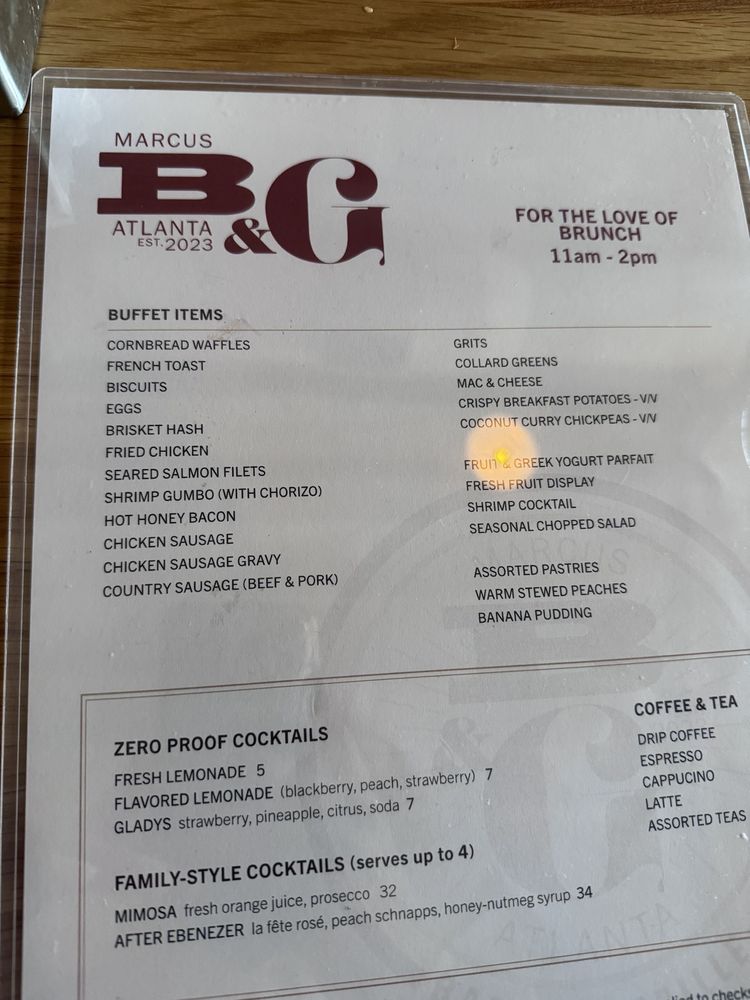 MARCUS
B&G
ATLANTA
EST. 2023
FOR THE LOVE OF
BRUNCH
11am - 2pm
BUFFET ITEMS
CORNBREAD WAFFLES
FRENCH TOAST
BISCUITS
EGGS
BRISKET HASH
FRIED CHICKEN
SEARED SALMON FILETS
SHRIMP GUMBO (WITH CHORIZO)
HOT HONEY BACON
CHICKEN SAUSAGE
CHICKEN SAUSAGE GRAVY
COUNTRY SAUSAGE (BEEF & PORK)
GRITS
COLLARD GREENS
MAC & CHEESE
CRISPY BREAKFAST POTATOES - V/V
COCONUT CURRY CHICKPEAS - V/V
FRUIT & GREEK YOGURT PARFAIT
FRESH FRUIT DISPLAY
SHRIMP COCKTAIL
SEASONAL CHOPPED SALAD
ASSORTED PASTRIES
WARM STEWED PEACHES
BANANA PUDDING
ZERO PROOF COCKTAILS
FRESH LEMONADE 5
FLAVORED LEMONADE (blackberry, peach, strawberry) 7
GLADYS strawberry, pineapple, citrus, soda 7
FAMILY-STYLE COCKTAILS (serves up to 4)
MIMOSA fresh orange juice, prosecco 32
AFTER EBENEZER la fête rosé, peach schnapps, honey-nutmeg syrup 34
COFFEE & TEA
DRIP COFFEE
ESPRESSO
CAPPUCINO
LATTE
ASSORTED TEAS
MARCUS
B
& G
ATLANTA
to check